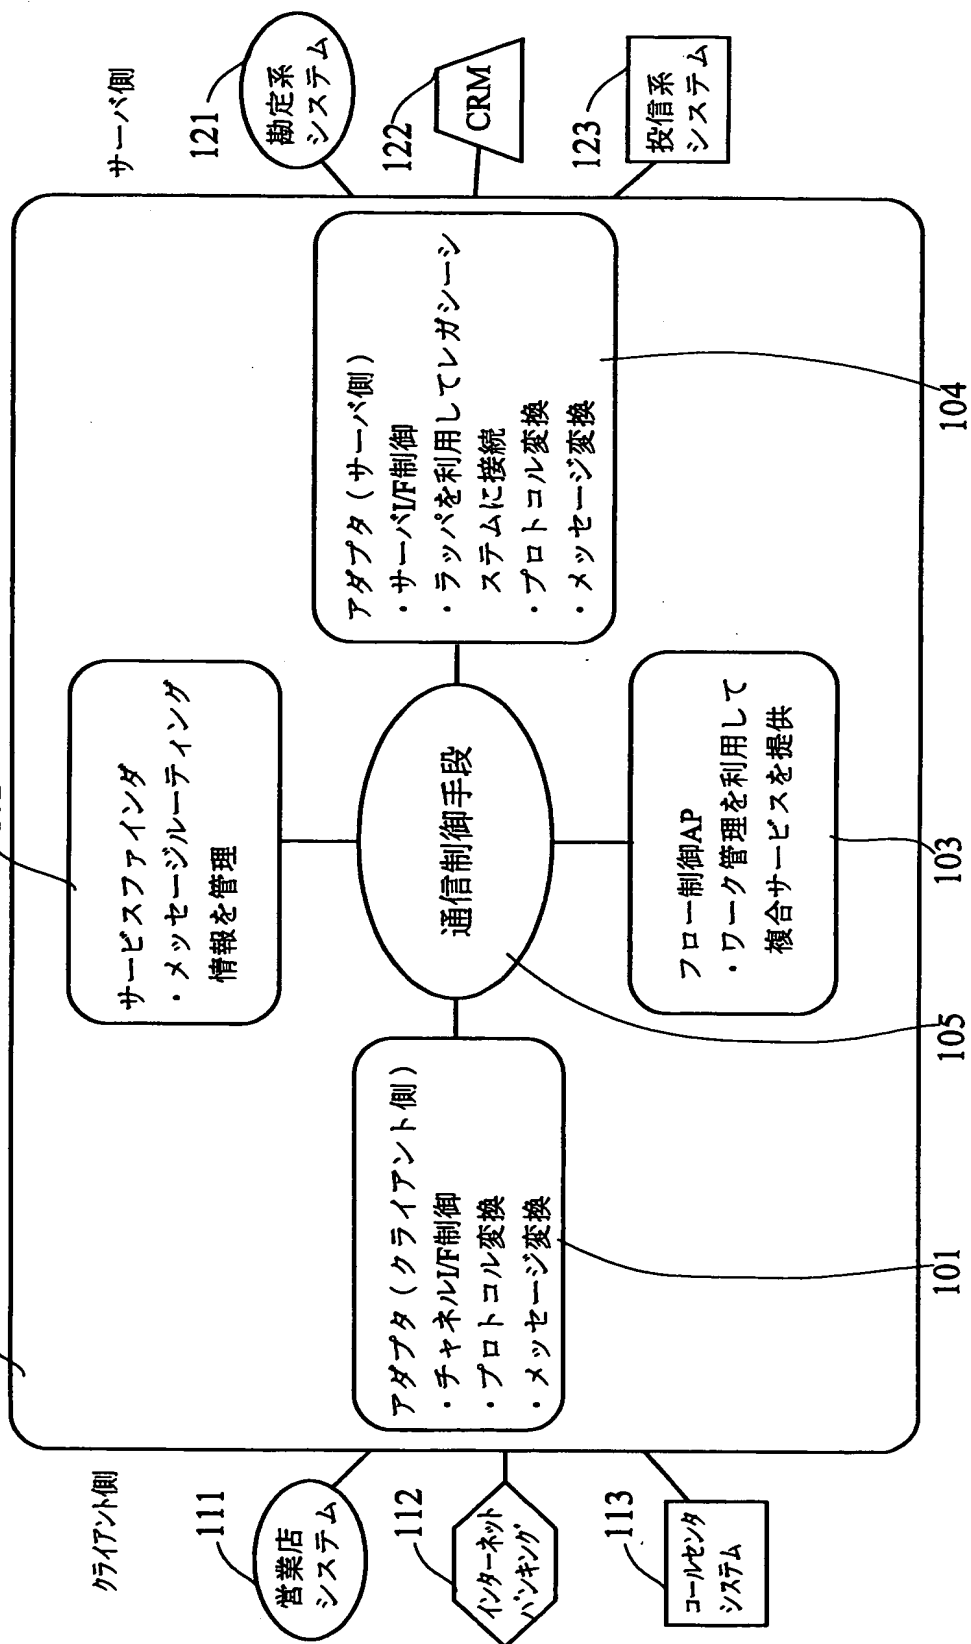 クライアント側
111
営業店
システム
112
インターネット
バンキング
113
コールセンタ
システム
サービスファインダ
・メッセージルーティング
情報を管理
アダプタ（クライアント側）
・チャネルI/F制御
・プロトコル変換
・メッセージ変換
101
通信制御手段
105
フロー制御AP
・ワーク管理を利用して
複合サービスを提供
103
アダプタ（サーバ側）
・サーバI/F制御
・ラッパを利用してレガシーシ
ステムに接続
・プロトコル変換
・メッセージ変換
104
サーバ側
121
勘定系
システム
122
CRM
123
投信系
システム